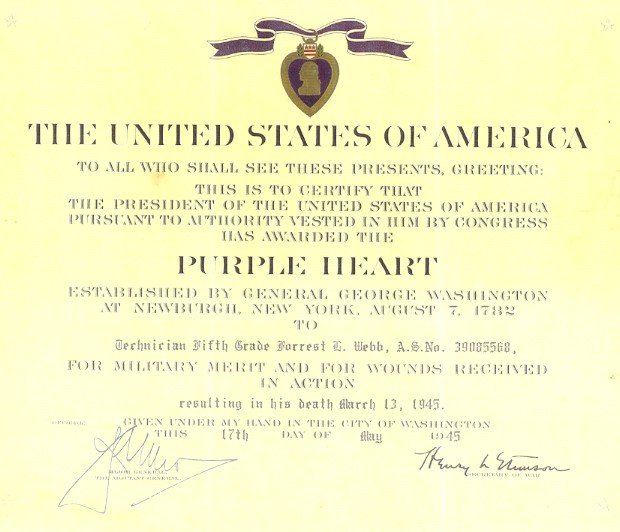 THE UNITED STATES OF AMERICA
TO ALL WHO SHALL SEE THESE PRESENTS, GREETING:
THIS IS TO CERTIFY THAT
THE PRESIDENT OF THE UNITED STATES OF AMERICA
PURSUANT TO AUTHORITY VESTED IN HIM BY CONGRESS
HAS AWARDED THE
PURPLE HEART
ESTABLISHED BY GENERAL GEORGE WASHINGTON
AT NEWBURGH, NEW YORK, AUGUST 7, 1782
TO
Technician Fifth Grade Forrest L. Webb, A.S.No. 39085568,
FOR MILITARY MERIT AND FOR WOUNDS RECEIVED
IN ACTION
resulting in his death March 13, 1945.
GIVEN UNDER MY HAND IN THE CITY OF WASHINGTON
THIS 17th DAY OF May 1945
Henry L Stimson
MAJOR GENERAL
THE ADJUTANT GENERAL
SECRETARY OF WAR